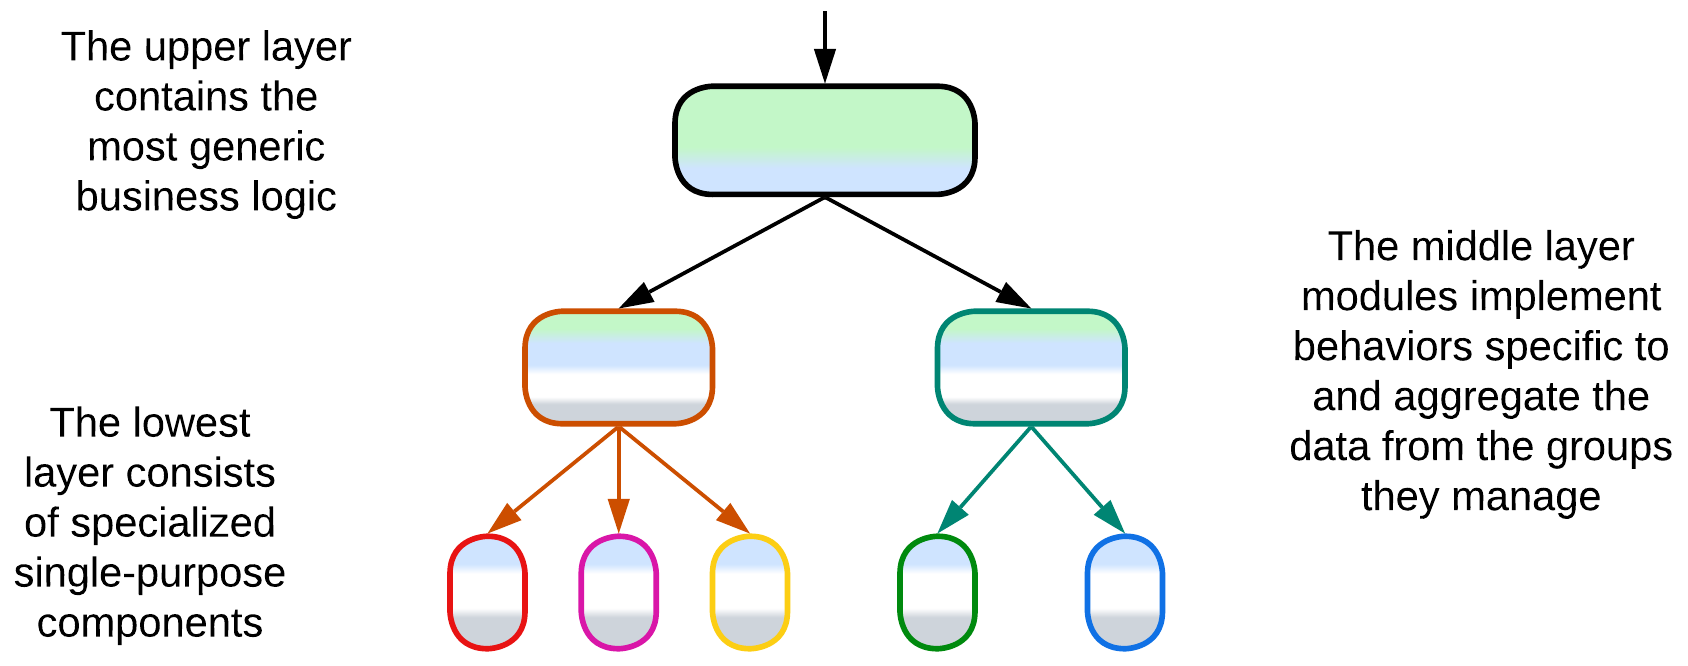 The upper layer
contains the
most generic
business logic
The middle layer
modules implement
behaviors specific to
and aggregate the
data from the groups
they manage
The lowest
layer consists
of specialized
single-purpose
components